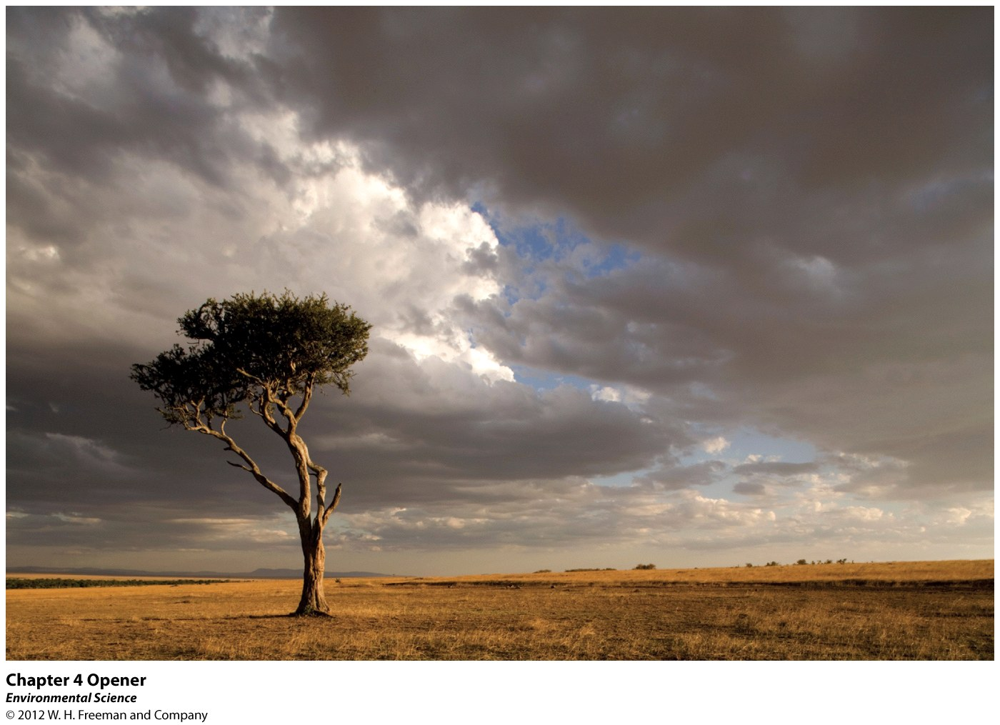 Chapter 4 Opener
Environmental Science
© 2012 W. H. Freeman and Company